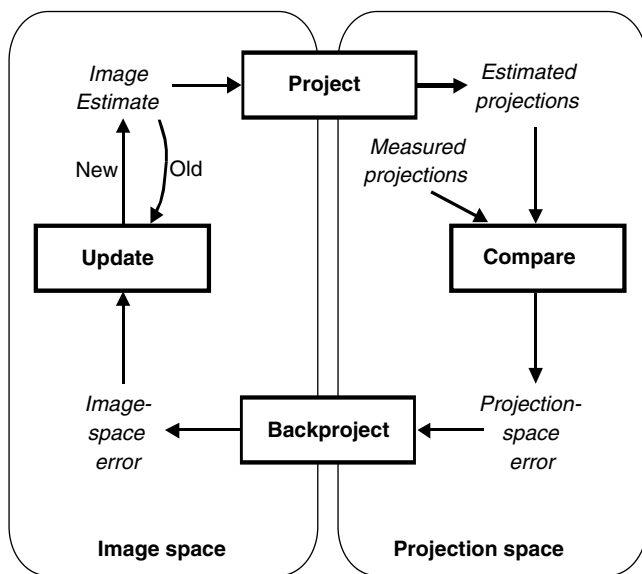 Image
Estimate
Project
Estimated
projections
Measured
projections
New
Old
Update
Compare
Image-
space
error
Backproject
Projection-
space
error
Image space
Projection space